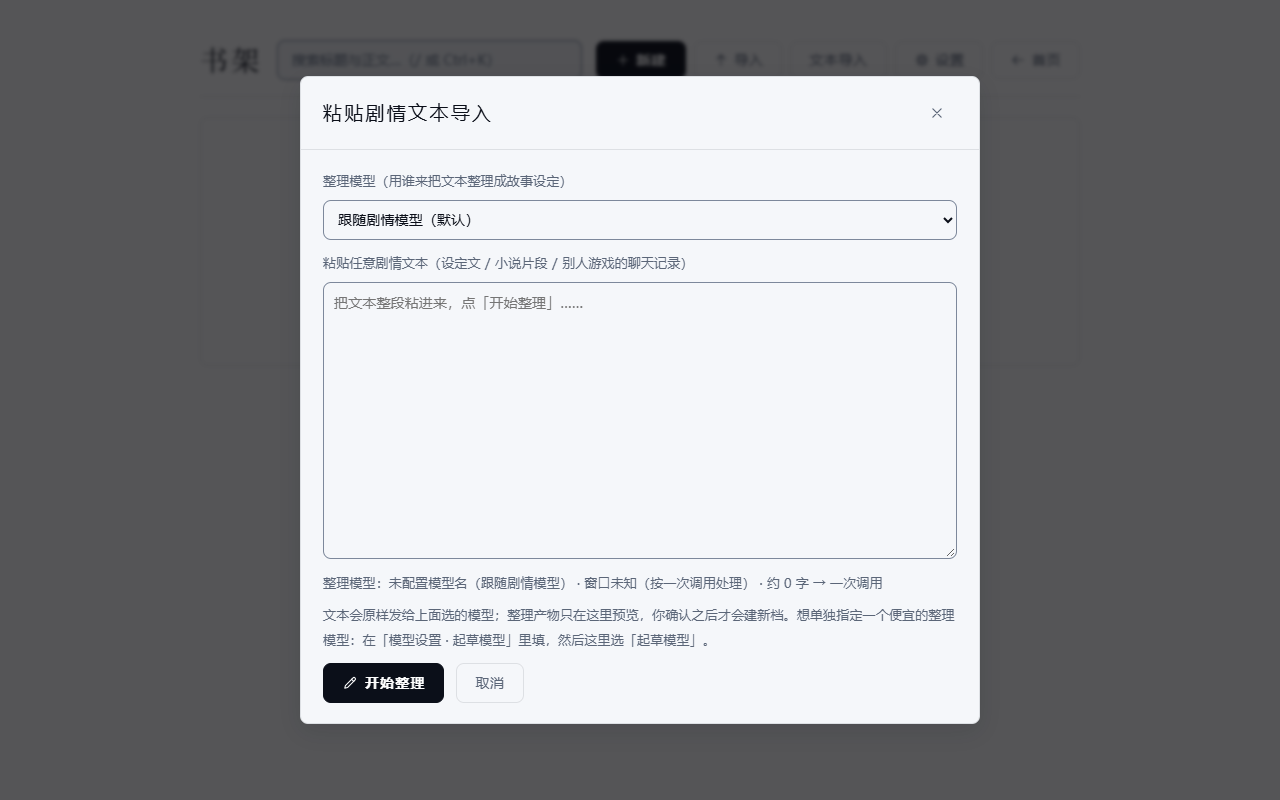 书架
搜索标题与正文…（/ 或 Ctrl+K）
+ 新建
↑ 导入
文本导入
设置
← 首页
粘贴剧情文本导入
×
整理模型（用谁来把文本整理成故事设定）
跟随剧情模型（默认）
粘贴任意剧情文本（设定文 / 小说片段 / 别人游戏的聊天记录）
把文本整段粘进来，点「开始整理」……
整理模型：未配置模型名（跟随剧情模型）· 窗口未知（按一次调用处理）· 约 0 字 → 一次调用
文本会原样发给上面选的模型；整理产物只在这里预览，你确认之后才会建新档。想单独指定一个便宜的整理
模型：在「模型设置 · 起草模型」里填，然后这里选「起草模型」。
开始整理
取消